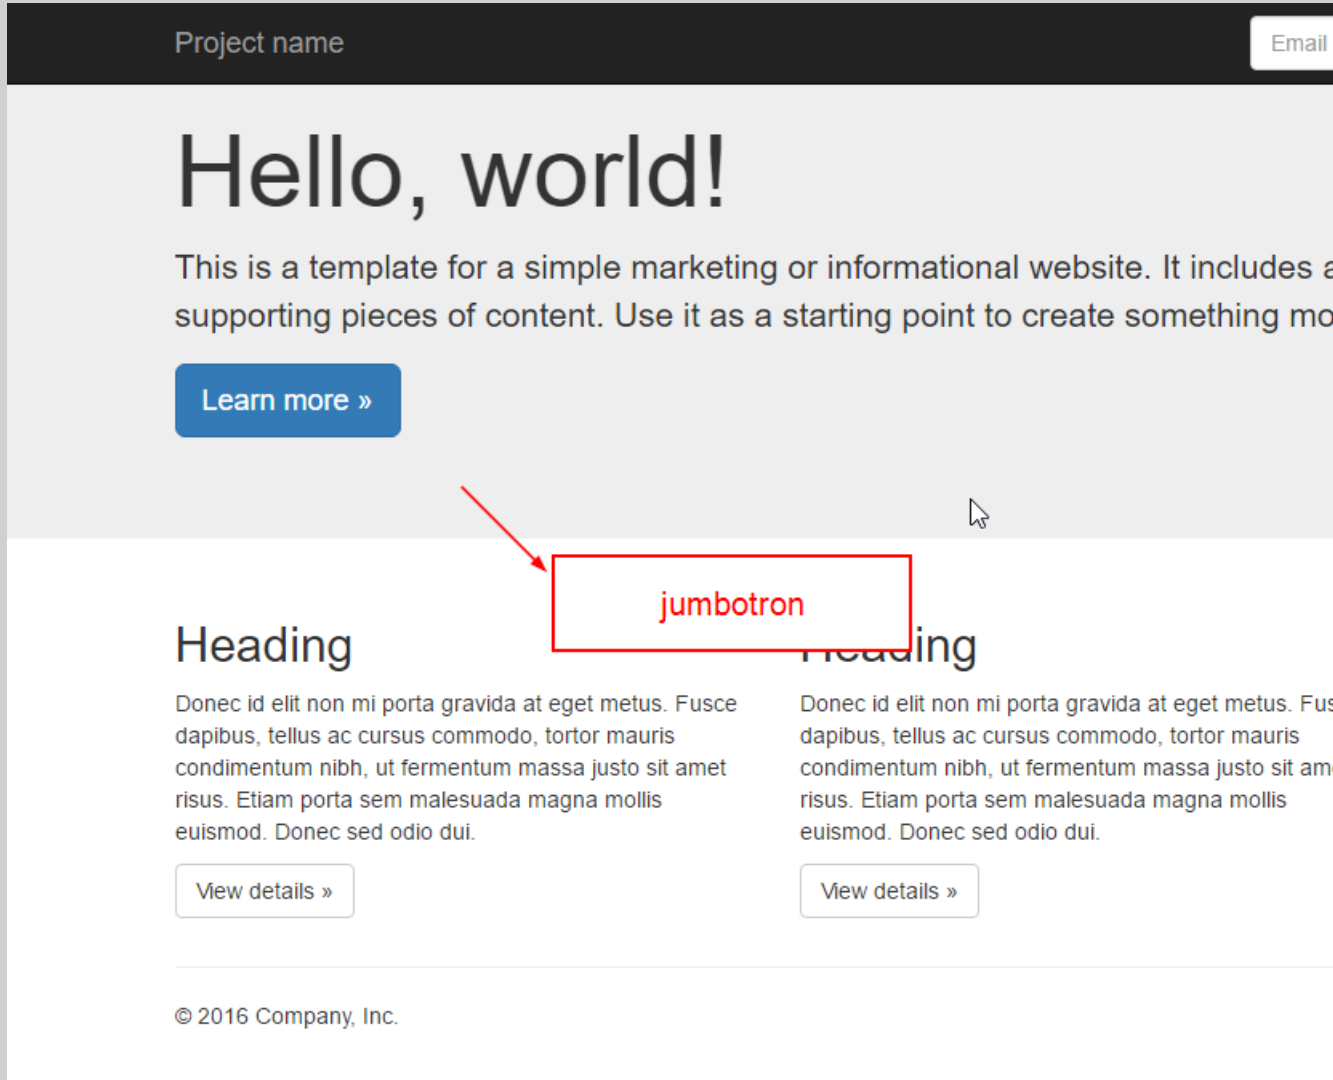 Project name
Email
Hello, world!
This is a template for a simple marketing or informational website. It includes a
supporting pieces of content. Use it as a starting point to create something mo
Learn more »
jumbotron
Heading
Donec id elit non mi porta gravida at eget metus. Fusce
dapibus, tellus ac cursus commodo, tortor mauris
condimentum nibh, ut fermentum massa justo sit amet
risus. Etiam porta sem malesuada magna mollis
euismod. Donec sed odio dui.
View details »
Heading
Donec id elit non mi porta gravida at eget metus. Fus
dapibus, tellus ac cursus commodo, tortor mauris
condimentum nibh, ut fermentum massa justo sit am
risus. Etiam porta sem malesuada magna mollis
euismod. Donec sed odio dui.
View details »
© 2016 Company, Inc.